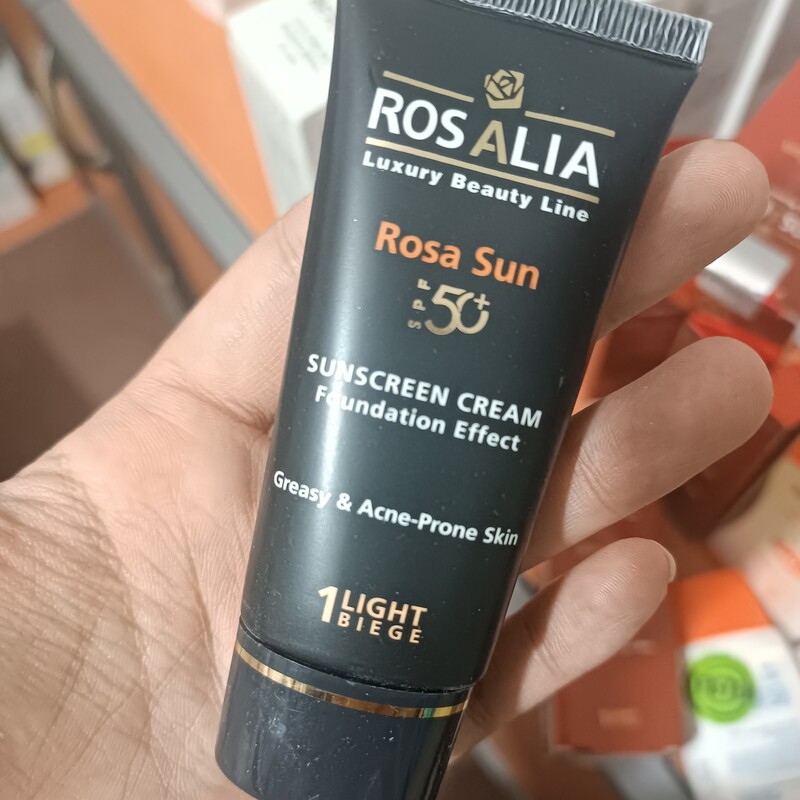 ROSALIA
Luxury Beauty Line
Rosa Sun
SPF 50+
SUNSCREEN CREAM
Foundation Effect
Greasy & Acne-Prone Skin
1 LIGHT
BIEGE